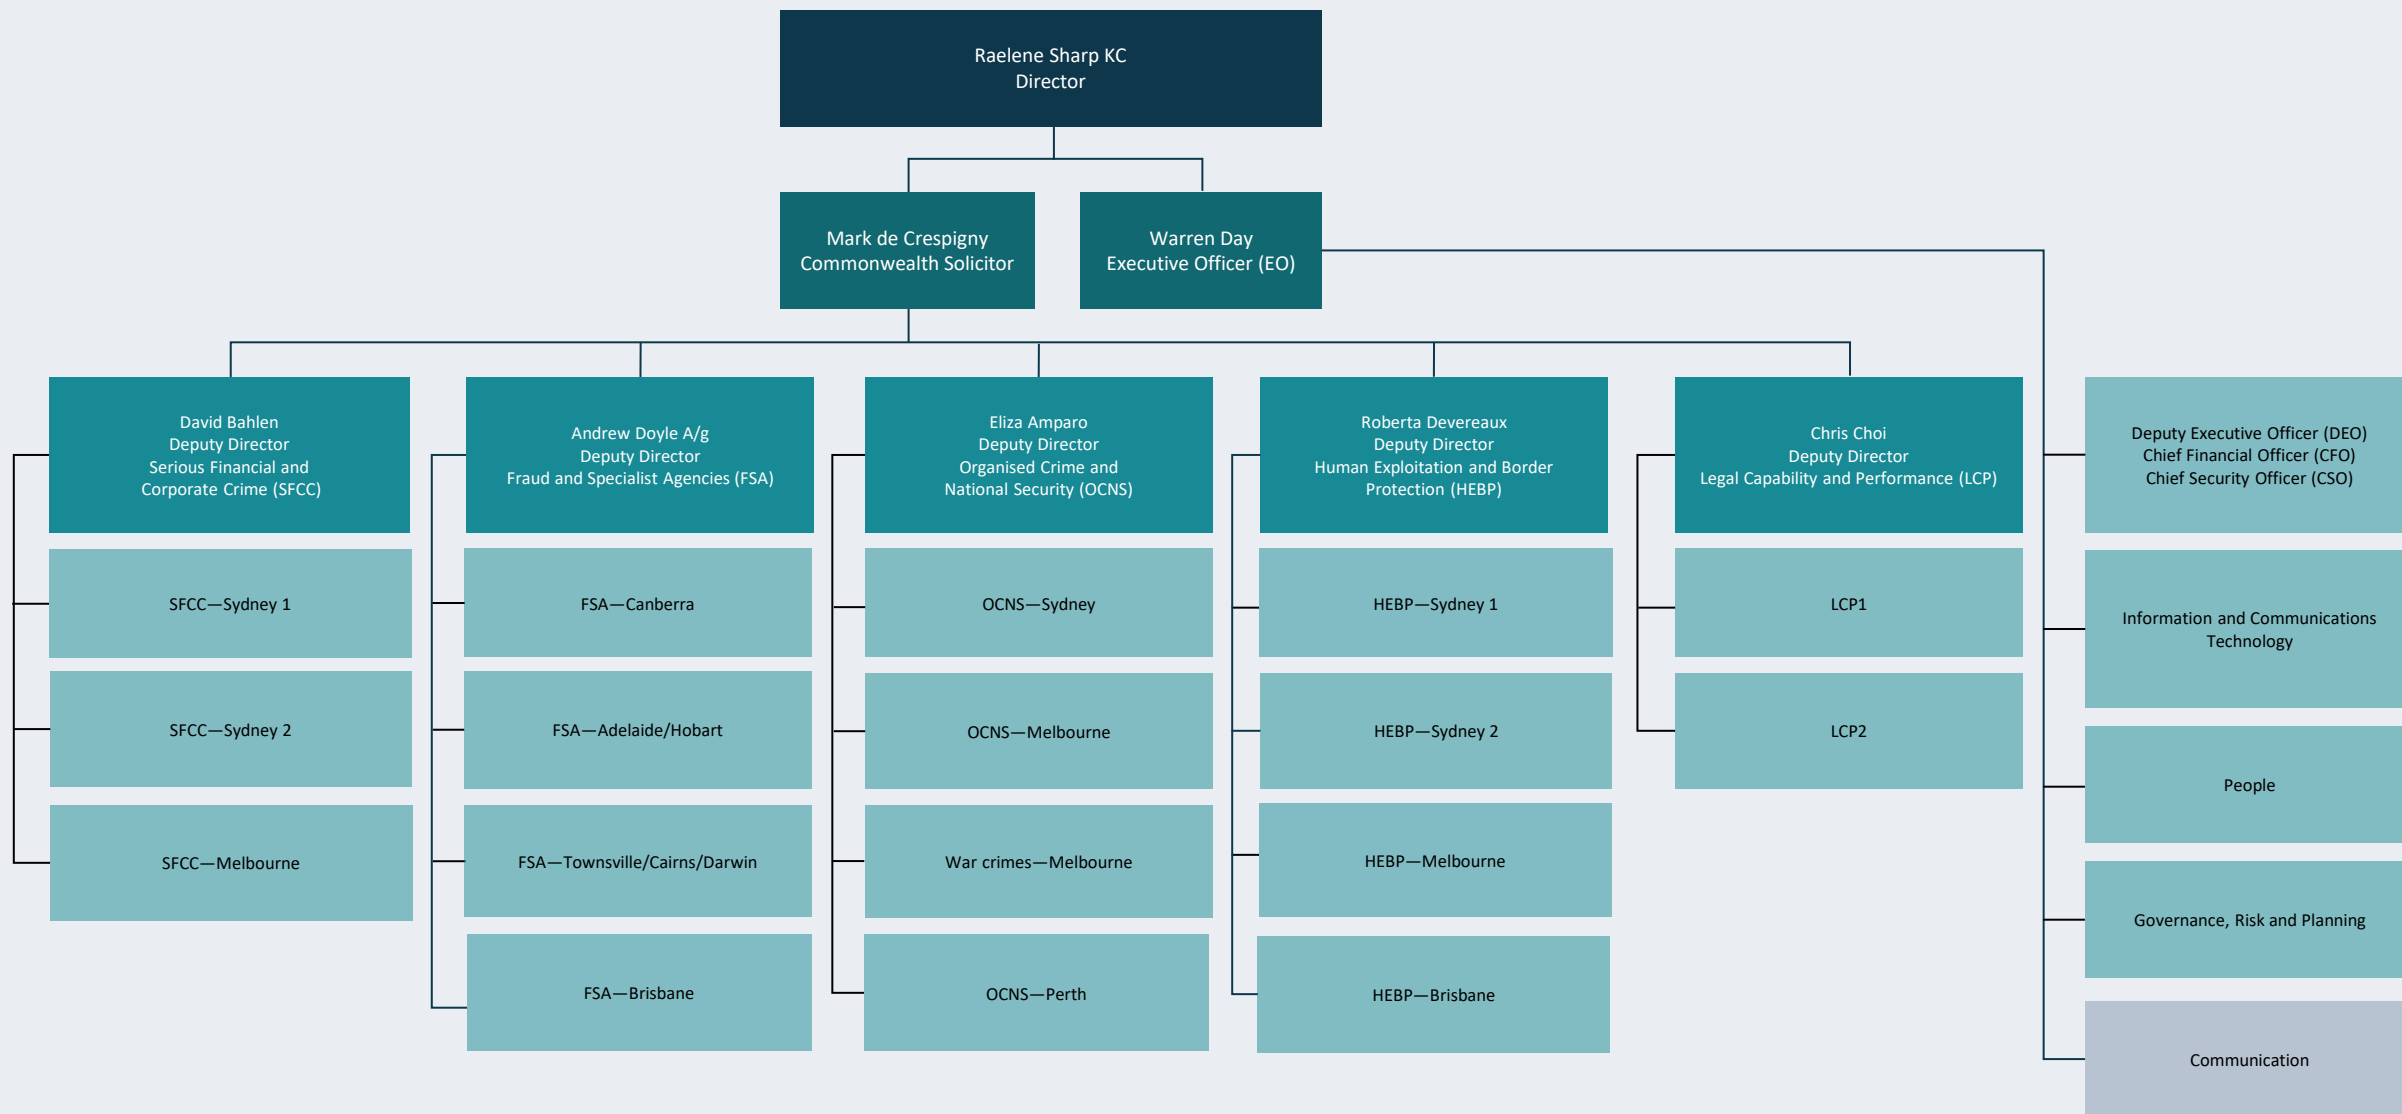 Raelene Sharp KC
Director
Mark de Crespigny
Commonwealth Solicitor
Warren Day
Executive Officer (EO)
David Bahlen
Deputy Director
Serious Financial and
Corporate Crime (SFCC)
SFCC—Sydney 1
SFCC—Sydney 2
SFCC—Melbourne
Andrew Doyle A/g
Deputy Director
Fraud and Specialist Agencies (FSA)
FSA—Canberra
FSA—Adelaide/Hobart
FSA—Townsville/Cairns/Darwin
FSA—Brisbane
Eliza Amparo
Deputy Director
Organised Crime and
National Security (OCNS)
OCNS—Sydney
OCNS—Melbourne
War crimes—Melbourne
OCNS—Perth
Roberta Devereaux
Deputy Director
Human Exploitation and Border
Protection (HEBP)
HEBP—Sydney 1
HEBP—Sydney 2
HEBP—Melbourne
HEBP—Brisbane
Chris Choi
Deputy Director
Legal Capability and Performance (LCP)
LCP1
LCP2
Deputy Executive Officer (DEO)
Chief Financial Officer (CFO)
Chief Security Officer (CSO)
Information and Communications
Technology
People
Governance, Risk and Planning
Communication